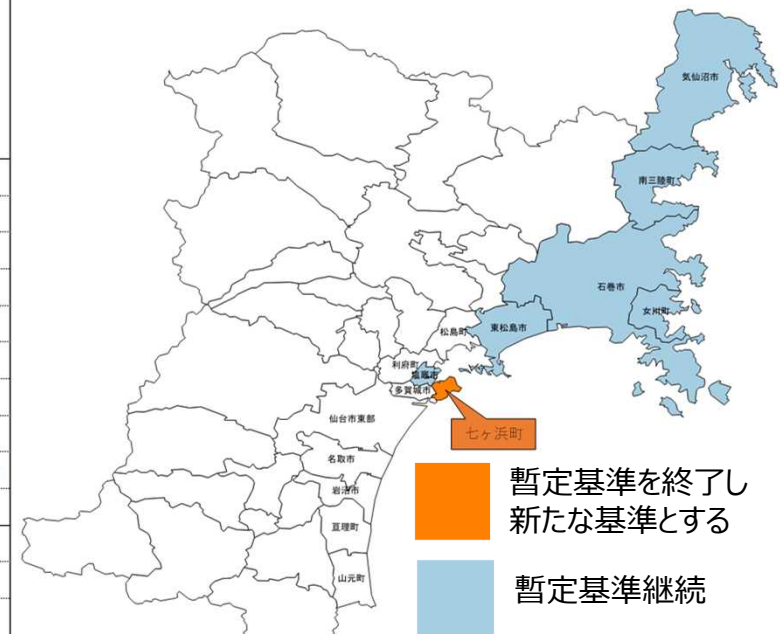 気仙沼市
南三陸町
石巻市
女川町
東松島市
松島町
利府町
塩竈市
多賀城市
七ヶ浜町
仙台市東部
名取市
岩沼市
亘理町
山元町
暫定基準を終了し
新たな基準とする
暫定基準継続